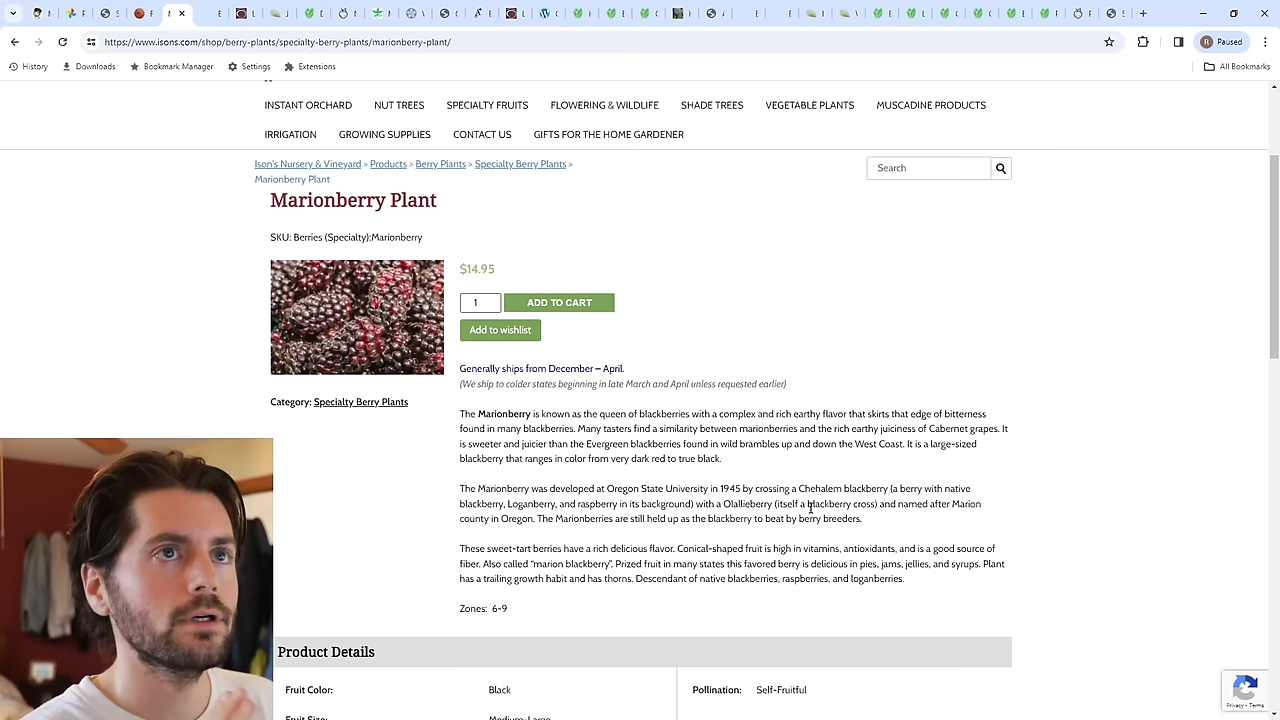 https://www.isons.com/shop/berry-plants/specialty-berry-plants/marionberry-plant/
R Paused
History
Downloads
Bookmark Manager
Settings
Extensions
All Bookmarks
INSTANT ORCHARD
NUT TREES
SPECIALTY FRUITS
FLOWERING & WILDLIFE
SHADE TREES
VEGETABLE PLANTS
MUSCADINE PRODUCTS
IRRIGATION
GROWING SUPPLIES
CONTACT US
GIFTS FOR THE HOME GARDENER
Ison's Nursery & Vineyard > Products > Berry Plants > Specialty Berry Plants >
Marionberry Plant
Search
Marionberry Plant
SKU: Berries (Specialty):Marionberry
$14.95
1
ADD TO CART
Add to wishlist
Generally ships from December – April.
(We ship to colder states beginning in late March and April unless requested earlier)
Category: Specialty Berry Plants
The Marionberry is known as the queen of blackberries with a complex and rich earthy flavor that skirts that edge of bitterness
found in many blackberries. Many tasters find a similarity between marionberries and the rich earthy juiciness of Cabernet grapes. It
is sweeter and juicier than the Evergreen blackberries found in wild brambles up and down the West Coast. It is a large-sized
blackberry that ranges in color from very dark red to true black.
The Marionberry was developed at Oregon State University in 1945 by crossing a Chehalem blackberry (a berry with native
blackberry, Loganberry, and raspberry in its background) with a Olallieberry (itself a blackberry cross) and named after Marion
county in Oregon. The Marionberries are still held up as the blackberry to beat by berry breeders.
These sweet-tart berries have a rich delicious flavor. Conical-shaped fruit is high in vitamins, antioxidants, and is a good source of
fiber. Also called "marion blackberry". Prized fruit in many states this favored berry is delicious in pies, jams, jellies, and syrups. Plant
has a trailing growth habit and has thorns. Descendant of native blackberries, raspberries, and loganberries.
Zones: 6-9
Product Details
Fruit Color:
Black
Pollination:
Self-Fruitful
Fruit Size:
Medium-Large
Privacy - Terms